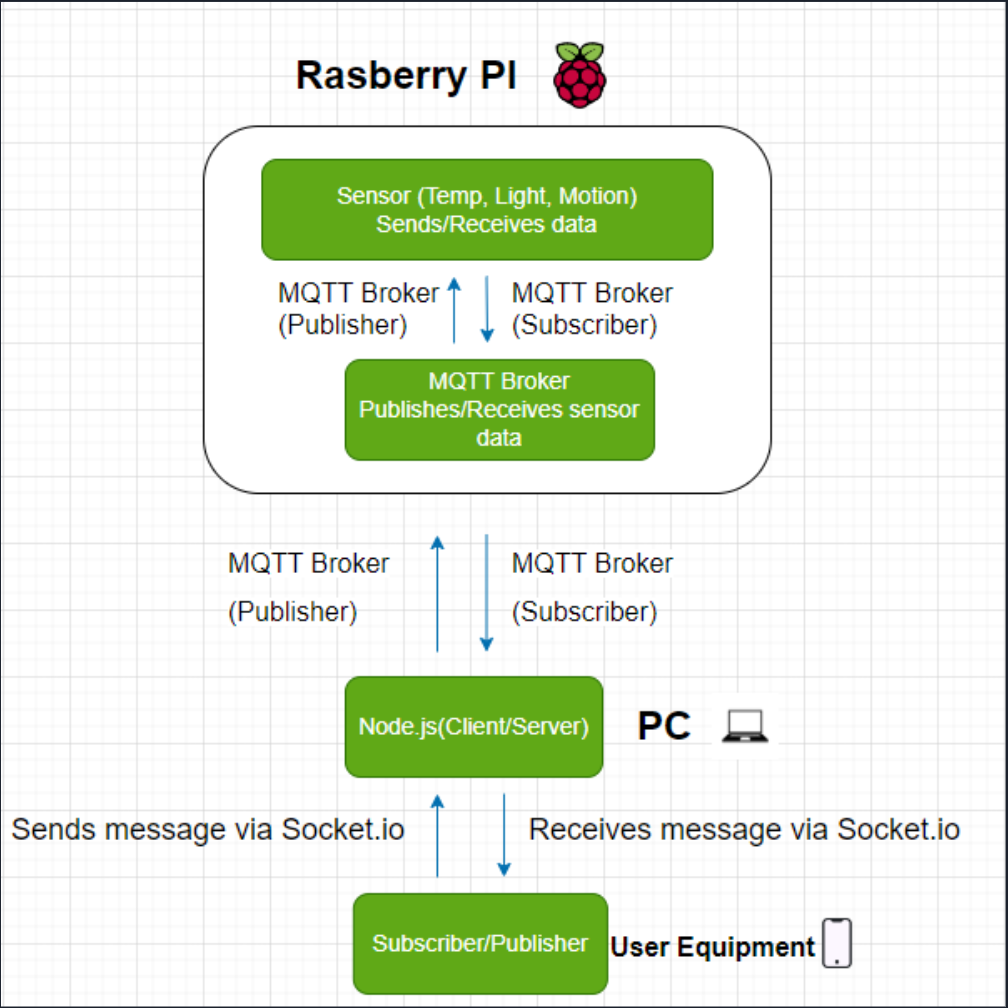 Rasberry PI
Sensor (Temp, Light, Motion)
Sends/Receives data
MQTT Broker
(Publisher)
MQTT Broker
(Subscriber)
MQTT Broker
Publishes/Receives sensor
data
MQTT Broker
(Publisher)
MQTT Broker
(Subscriber)
Node.js(Client/Server)
PC
Sends message via Socket.io
Receives message via Socket.io
Subscriber/Publisher
User Equipment